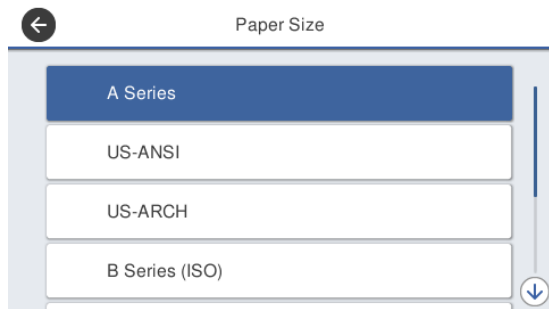 Paper Size
A Series
US-ANSI
US-ARCH
B Series (ISO)